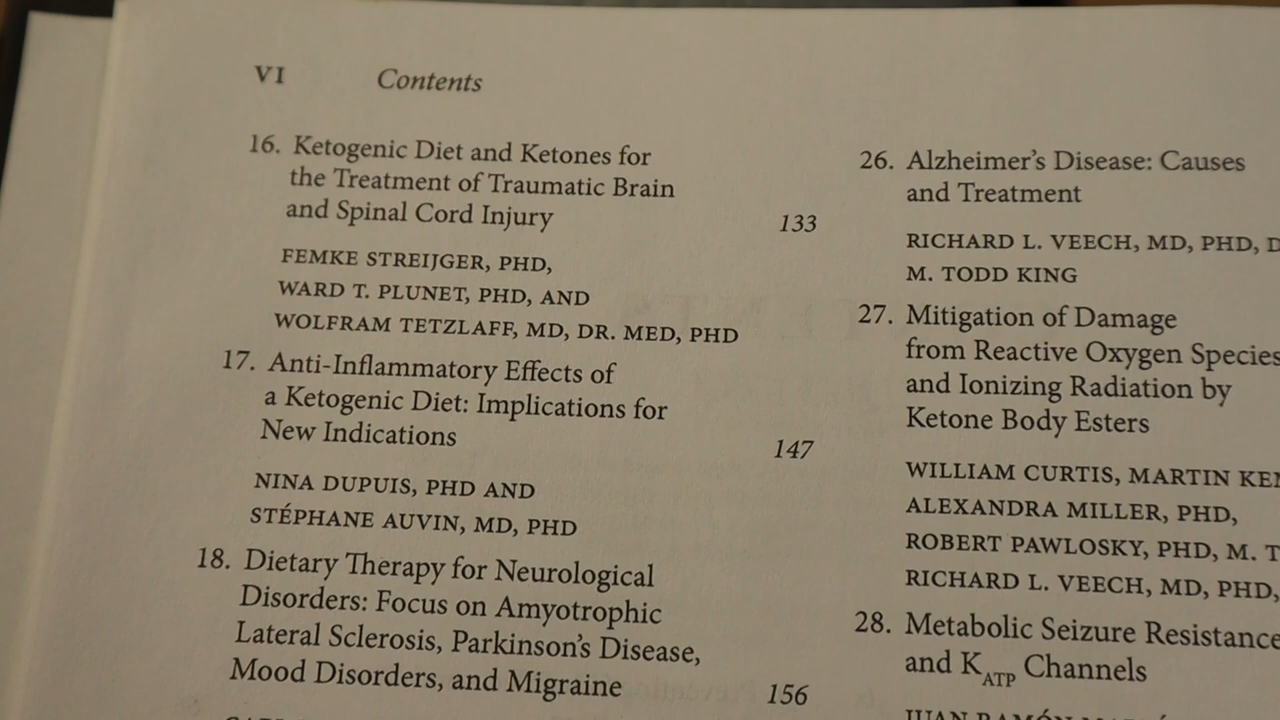 VI Contents
16. Ketogenic Diet and Ketones for
the Treatment of Traumatic Brain
and Spinal Cord Injury 133
FEMKE STREIJGER, PHD,
WARD T. PLUNET, PHD, AND
WOLFRAM TETZLAFF, MD, DR. MED, PHD
17. Anti-Inflammatory Effects of
a Ketogenic Diet: Implications for
New Indications 147
NINA DUPUIS, PHD AND
STÉPHANE AUVIN, MD, PHD
18. Dietary Therapy for Neurological
Disorders: Focus on Amyotrophic
Lateral Sclerosis, Parkinson's Disease,
Mood Disorders, and Migraine 156
26. Alzheimer's Disease: Causes
and Treatment
RICHARD L. VEECH, MD, PHD, D
M. TODD KING
27. Mitigation of Damage
from Reactive Oxygen Species
and Ionizing Radiation by
Ketone Body Esters
WILLIAM CURTIS, MARTIN
ALEXANDRA MILLER, PHD,
ROBERT PAWLOSKY, PHD, M. T
RICHARD L. VEECH, MD, PHD,
28. Metabolic Seizure Resistance
and KATP Channels
JUAN RAMÓN